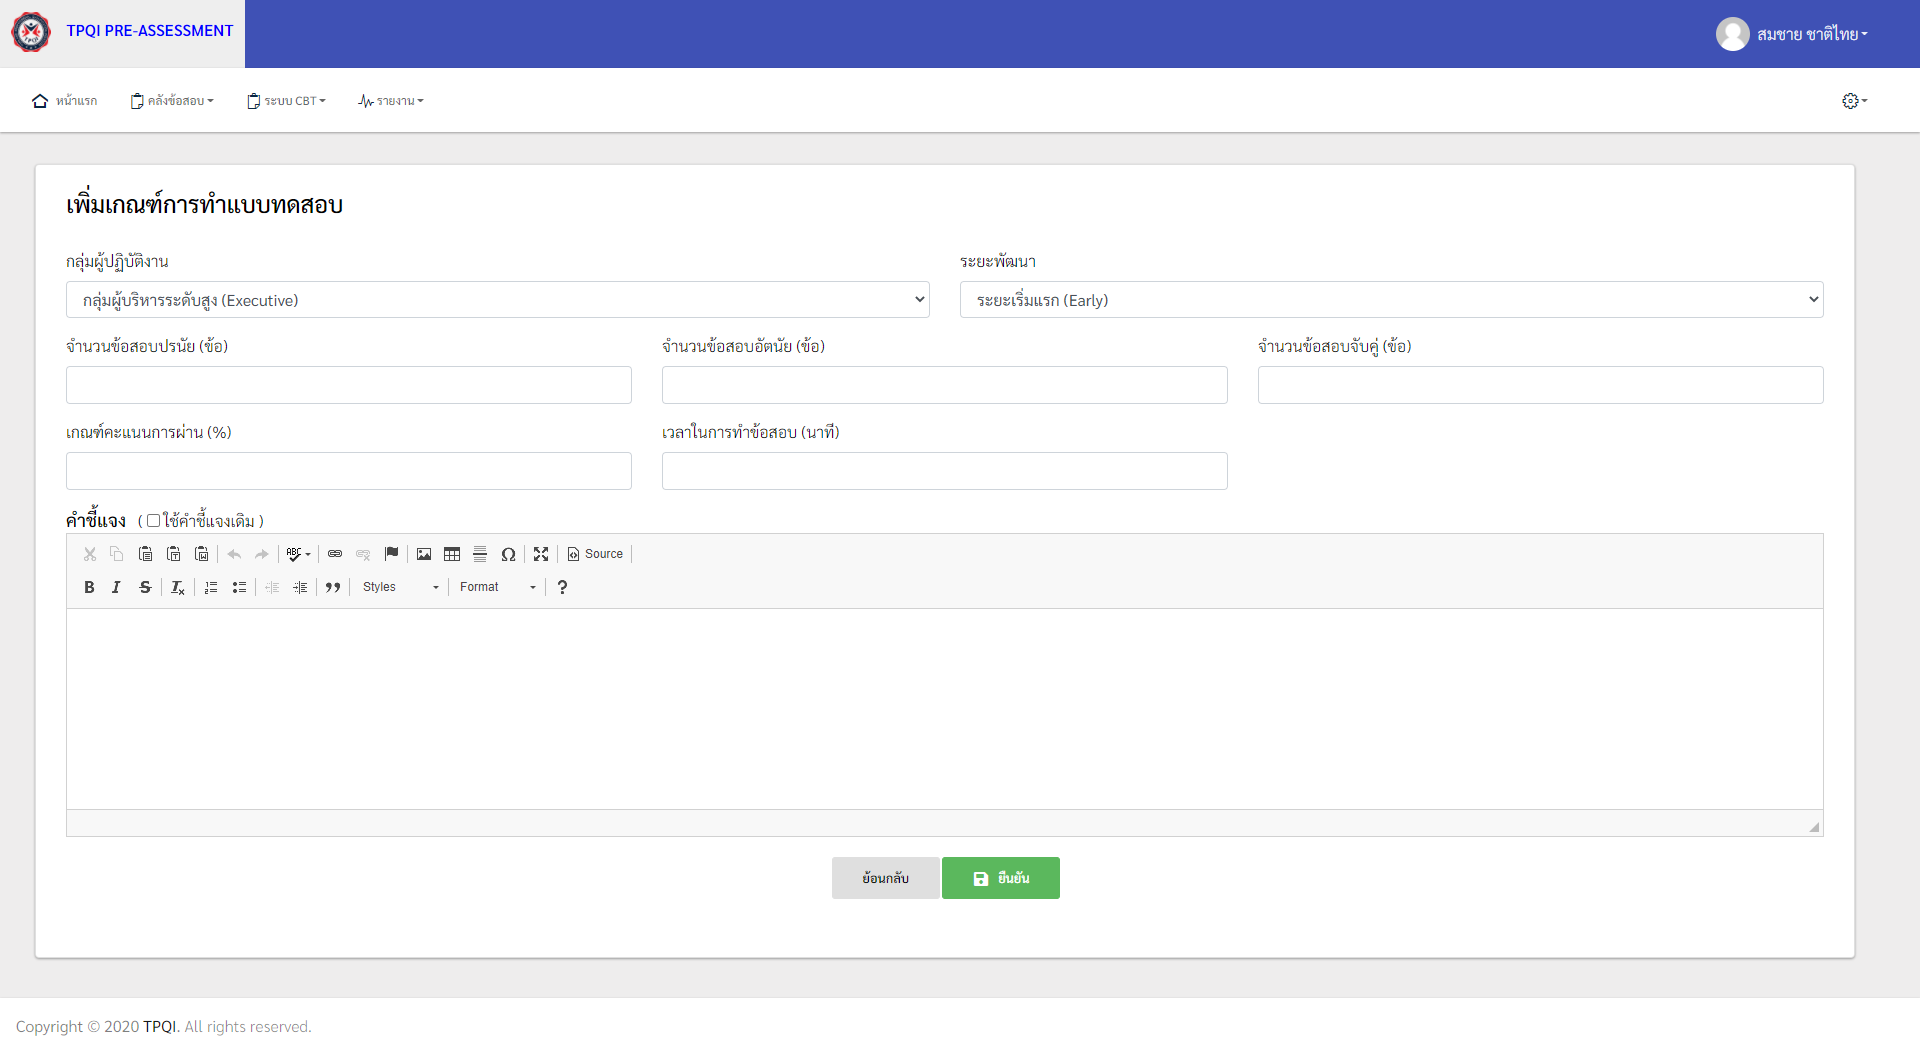 TPQI PRE-ASSESSMENT
สมชาย ชาติไทย
หน้าแรก
คลังข้อสอบ
ระบบ CBT
รายงาน
เพิ่มเกณฑ์การทำแบบทดสอบ
กลุ่มผู้ปฏิบัติงาน
ระยะพัฒนา
กลุ่มผู้บริหารระดับสูง (Executive)
ระยะเริ่มแรก (Early)
จำนวนข้อสอบปรนัย (ข้อ)
จำนวนข้อสอบอัตนัย (ข้อ)
จำนวนข้อสอบจับคู่ (ข้อ)
เกณฑ์คะแนนการผ่าน (%)
เวลาในการทำข้อสอบ (นาที)
คำชี้แจง ( ใช้คำชี้แจงเดิม )
Source
Styles
Format
ย้อนกลับ
ยืนยัน
Copyright © 2020 TPQI. All rights reserved.